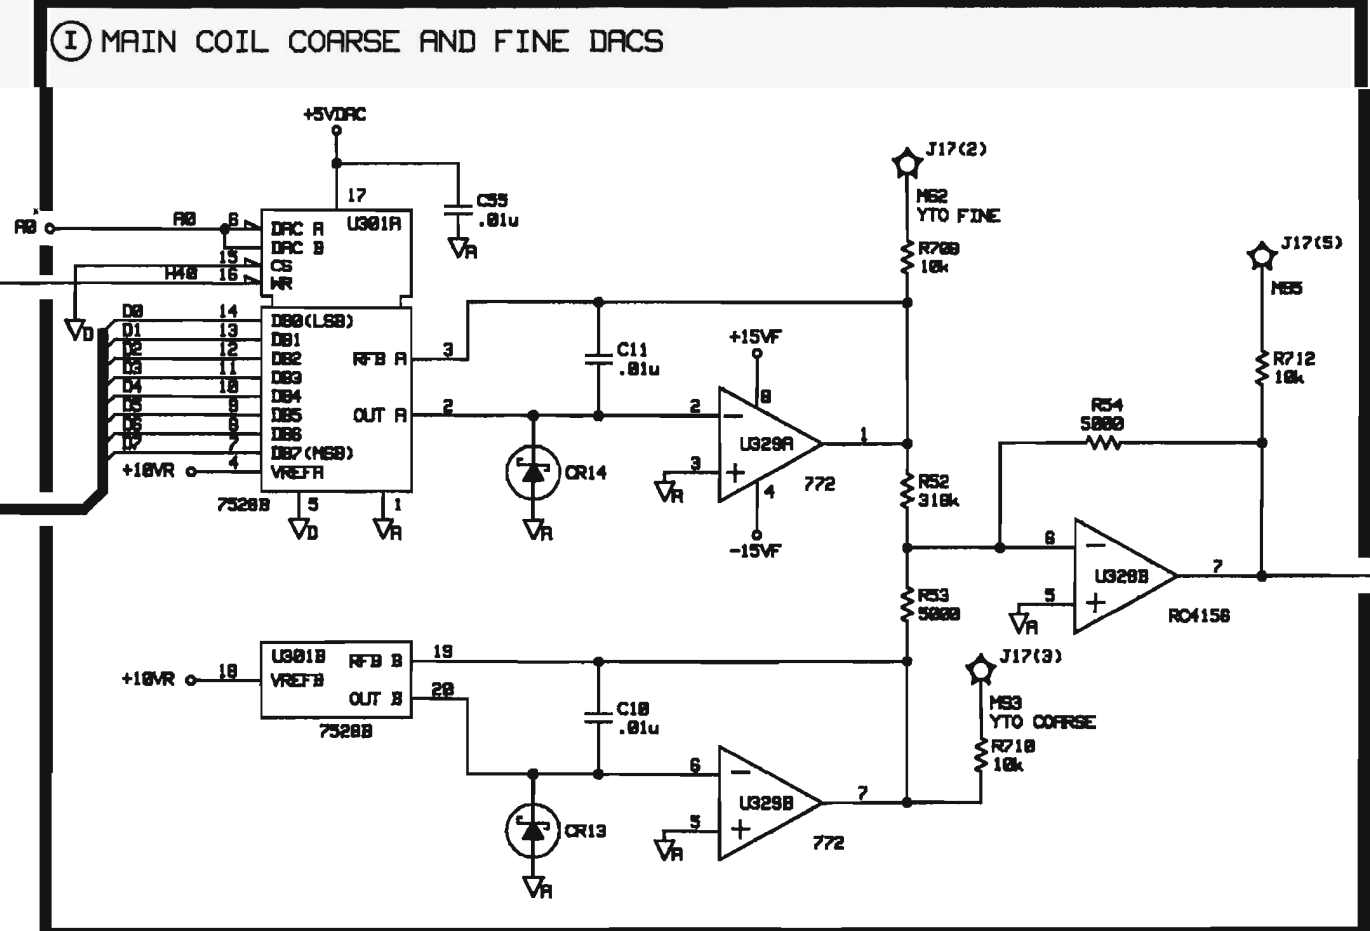 I MAIN COIL COARSE AND FINE DACS
+5VDAC
17
C55
.01u
A
A0
A0
6
DAC A
U301A
DAC B
15
CS
H40
16
WR
D
D0
14
DB0(LSB)
D1
13
DB1
D2
12
DB2
D3
11
DB3
D4
10
DB4
D5
9
DB5
D6
8
DB6
D7
7
DB7(MSB)
+10VR
4
VREFA
RFB A
3
OUT A
2
7528B
5
D
1
A
C11
.01u
CR14
A
+15VF
8
2
U329A
1
3
A
4
772
-15VF
J17(2)
M62
YTO FINE
R709
10k
R52
R53
5000
J17(5)
R712
10k
R54
5000
6
7
5
A
J17(3)
YTO COARSE
R710
10k
+10VR
18
U301B
VREFB
RFB B
19
OUT B
20
7528B
C10
.01u
CR13
A
6
U329B
7
5
A
772